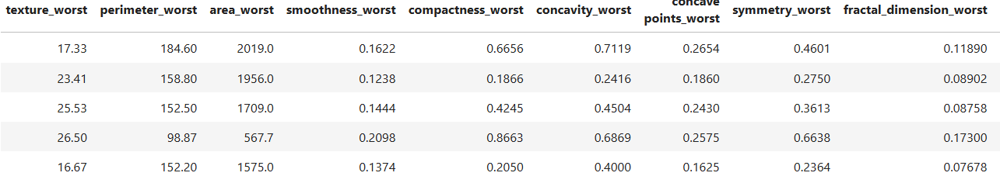 texture_worst perimeter_worst area_worst smoothness_worst compactness_worst concavity_worst concave points_worst symmetry_worst fractal_dimension_worst
17.33 184.60 2019.0 0.1622 0.6656 0.7119 0.2654 0.4601 0.11890
23.41 158.80 1956.0 0.1238 0.1866 0.2416 0.1860 0.2750 0.08902
25.53 152.50 1709.0 0.1444 0.4245 0.4504 0.2430 0.3613 0.08758
26.50 98.87 567.7 0.2098 0.8663 0.6869 0.2575 0.6638 0.17300
16.67 152.20 1575.0 0.1374 0.2050 0.4000 0.1625 0.2364 0.07678